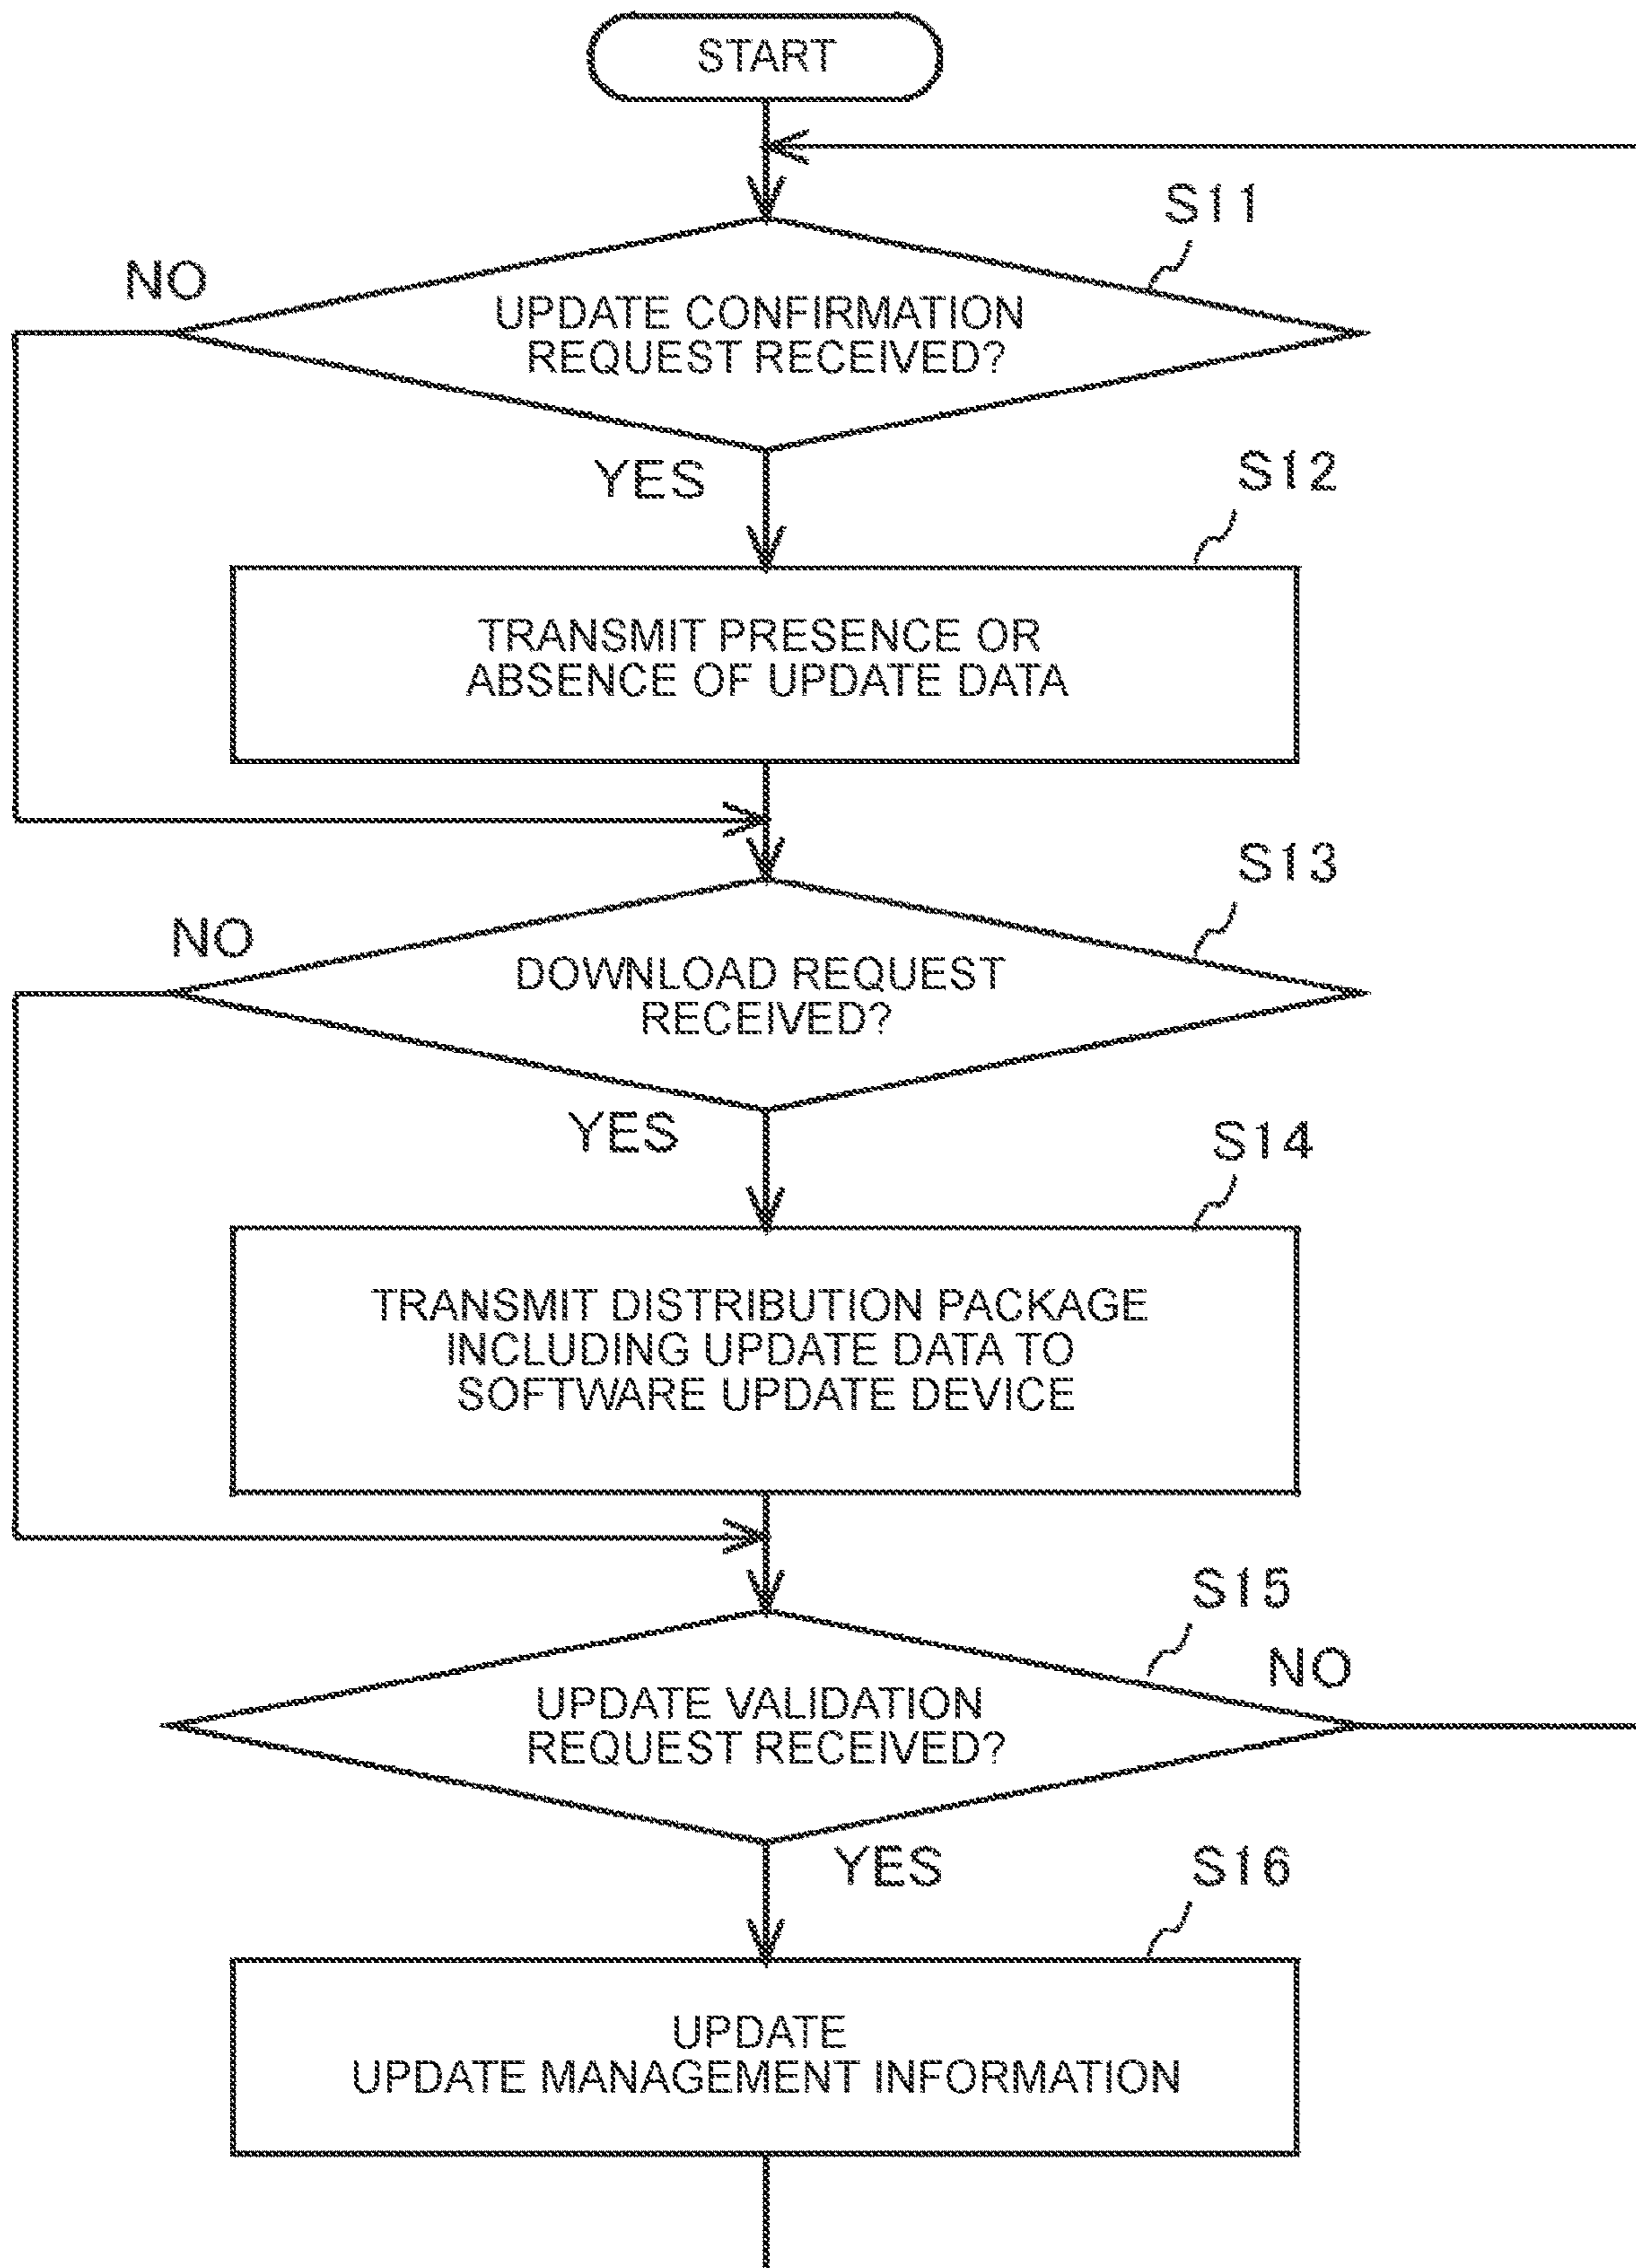 START
S11
NO
UPDATE CONFIRMATION
REQUEST RECEIVED?
YES
S12
TRANSMIT PRESENCE OR
ABSENCE OF UPDATE DATA
S13
NO
DOWNLOAD REQUEST
RECEIVED?
YES
S14
TRANSMIT DISTRIBUTION PACKAGE
INCLUDING UPDATE DATA TO
SOFTWARE UPDATE DEVICE
S15
NO
UPDATE VALIDATION
REQUEST RECEIVED?
YES
S16
UPDATE
UPDATE MANAGEMENT INFORMATION